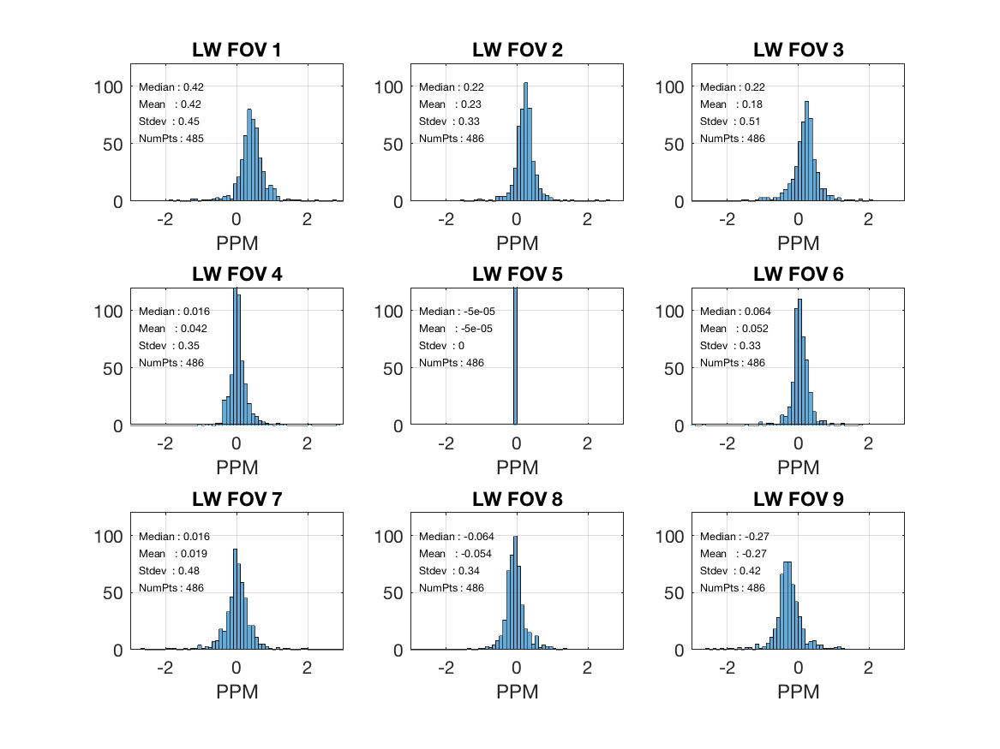 LW FOV 1
Median : 0.42
Mean : 0.42
Stdev : 0.45
NumPts : 485
100
50
0
-2 0 2
PPM
LW FOV 2
Median : 0.22
Mean : 0.23
Stdev : 0.33
NumPts : 486
100
50
0
-2 0 2
PPM
LW FOV 3
Median : 0.22
Mean : 0.18
Stdev : 0.51
NumPts : 486
100
50
0
-2 0 2
PPM
LW FOV 4
Median : 0.016
Mean : 0.042
Stdev : 0.35
NumPts : 486
100
50
0
-2 0 2
PPM
LW FOV 5
Median : -5e-05
Mean : -5e-05
Stdev : 0
NumPts : 486
100
50
0
-2 0 2
PPM
LW FOV 6
Median : 0.064
Mean : 0.052
Stdev : 0.33
NumPts : 486
100
50
0
-2 0 2
PPM
LW FOV 7
Median : 0.016
Mean : 0.019
Stdev : 0.48
NumPts : 486
100
50
0
-2 0 2
PPM
LW FOV 8
Median : -0.064
Mean : -0.054
Stdev : 0.34
NumPts : 486
100
50
0
-2 0 2
PPM
LW FOV 9
Median : -0.27
Mean : -0.27
Stdev : 0.42
NumPts : 486
100
50
0
-2 0 2
PPM